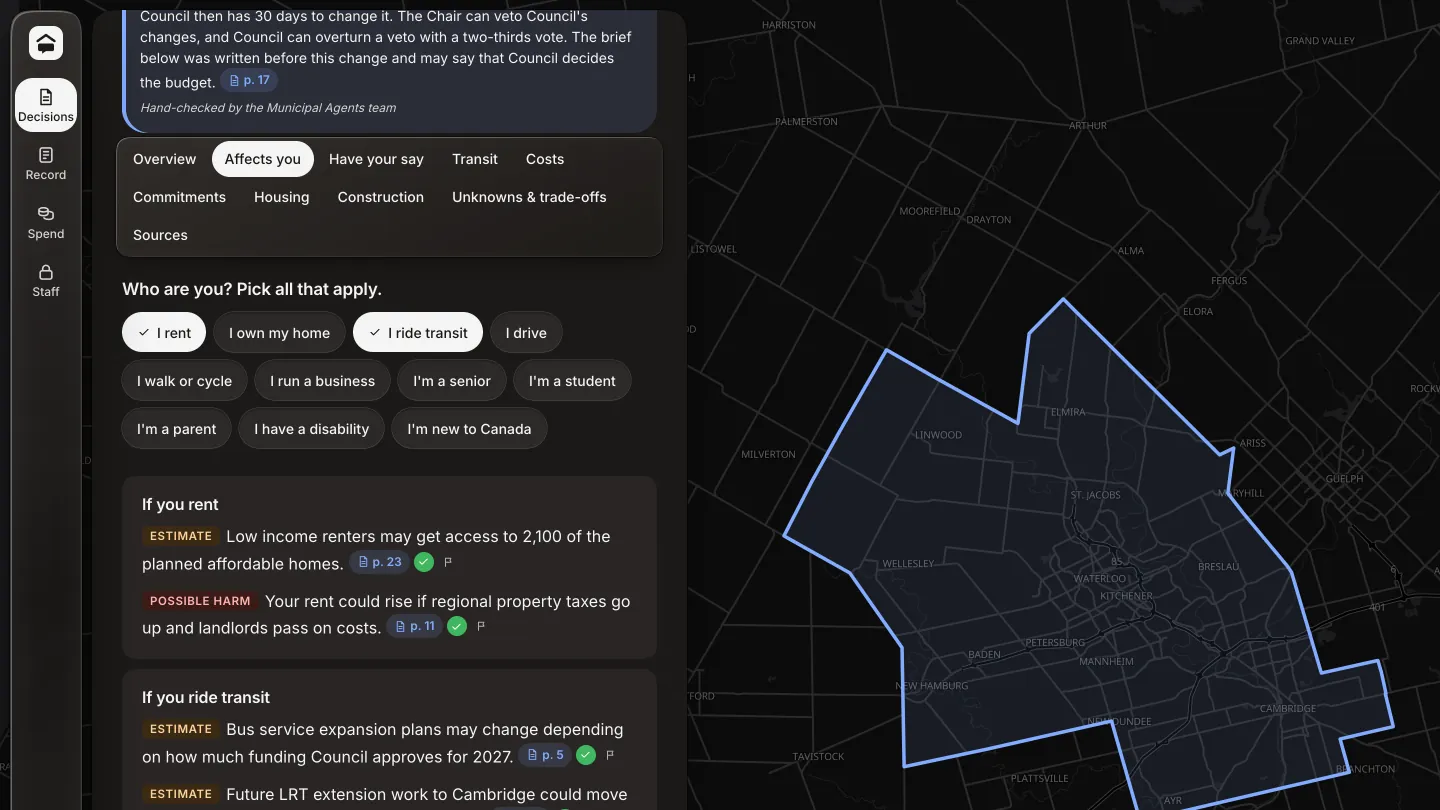 Council then has 30 days to change it. The Chair can veto Council's
changes, and Council can overturn a veto with a two-thirds vote. The brief
below was written before this change and may say that Council decides
the budget. p. 17
Hand-checked by the Municipal Agents team
Decisions
Record
Spend
Staff
Overview Affects you Have your say Transit Costs
Commitments Housing Construction Unknowns & trade-offs
Sources
Who are you? Pick all that apply.
I rent I own my home I ride transit I drive
I walk or cycle I run a business I'm a senior I'm a student
I'm a parent I have a disability I'm new to Canada
If you rent
ESTIMATE Low income renters may get access to 2,100 of the
planned affordable homes. p. 23
POSSIBLE HARM Your rent could rise if regional property taxes go
up and landlords pass on costs. p. 11
If you ride transit
ESTIMATE Bus service expansion plans may change depending
on how much funding Council approves for 2027. p. 5
ESTIMATE Future LRT extension work to Cambridge could move
HARRISTON
GRAND VALLEY
PALMERSTON
ARTHUR
MOOREFIELD
DRAYTON
LISTOWEL
ALMA
FERGUS
ELORA
ELMIRA
LINWOOD
ARISS
MILVERTON
GUELPH
ST. JACOBS
MARYHILL
85
WELLESLEY
BRESLAU
WATERLOO
KITCHENER
6
401
PETERSBURG
BADEN
MANNHEIM
NEW HAMBURG
CAMBRIDGE
NEW DUNDEE
TAVISTOCK
PLATTSVILLE
BRANCHTON
AYR